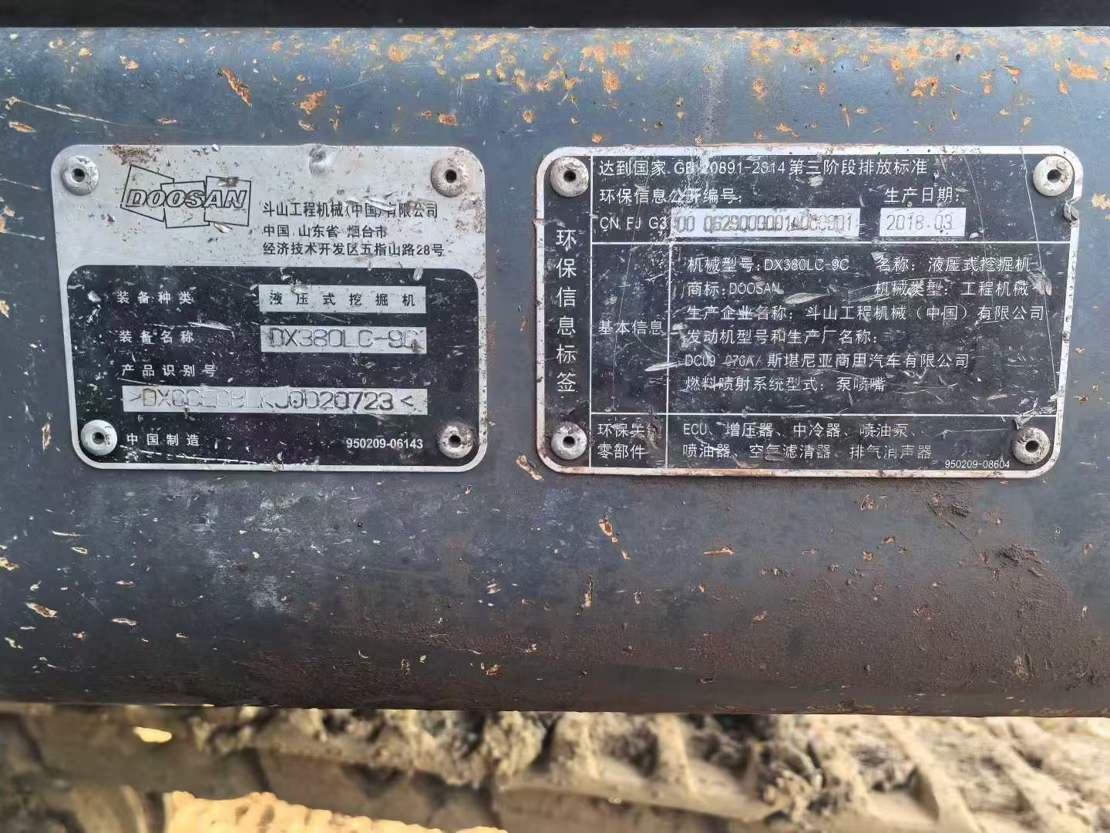 DOOSAN
斗山工程机械(中国)有限公司
中国.山东省 烟台市
经济技术开发区五指山路28号
装备种类 液压式挖掘机
装备名称 DX380LC-9C
产品识别号
中国制造 950209-06143
达到国家 GB 20891-2014 第三阶段排放标准
环保信息公开编号: 生产日期:
CN FJ G3 2018-03
环保信息标签
基本信息
机械型号: DX380LC-9C 名称: 液压式挖掘机
商标: DOOSAN 机械类型: 工程机械
生产企业名称: 斗山工程机械(中国)有限公司
发动机型号和生产厂名称:
DC09 070A/斯堪尼亚商用汽车有限公司
燃料喷射系统型式: 泵喷嘴
环保关
零部件
ECU、增压器、中冷器、喷油泵、
喷油器、空气滤清器、排气消声器
950209-08604